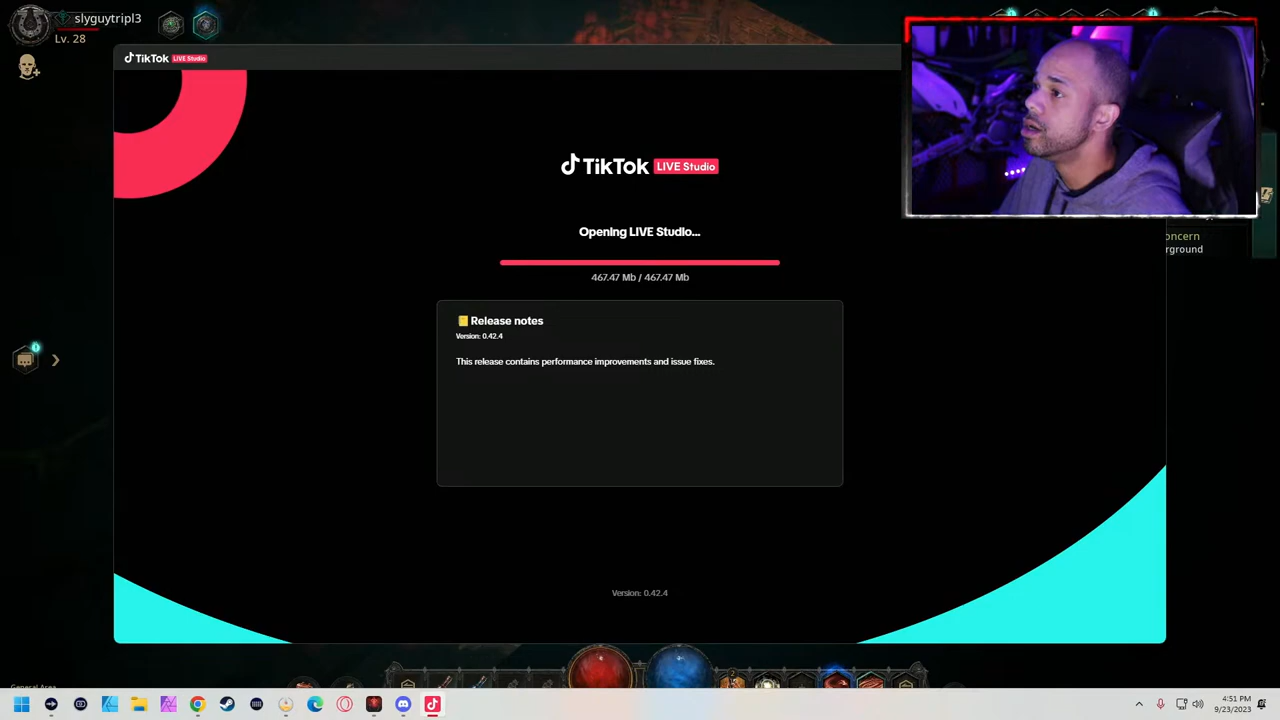 slyguytripl3
Lv. 28
TikTok LIVE Studio
TikTok LIVE Studio
Opening LIVE Studio...
467.47 Mb / 467.47 Mb
Release notes
Version: 0.42.4
This release contains performance improvements and issue fixes.
Version: 0.42.4
oncern
rground
General Area
4:51 PM
9/23/2023